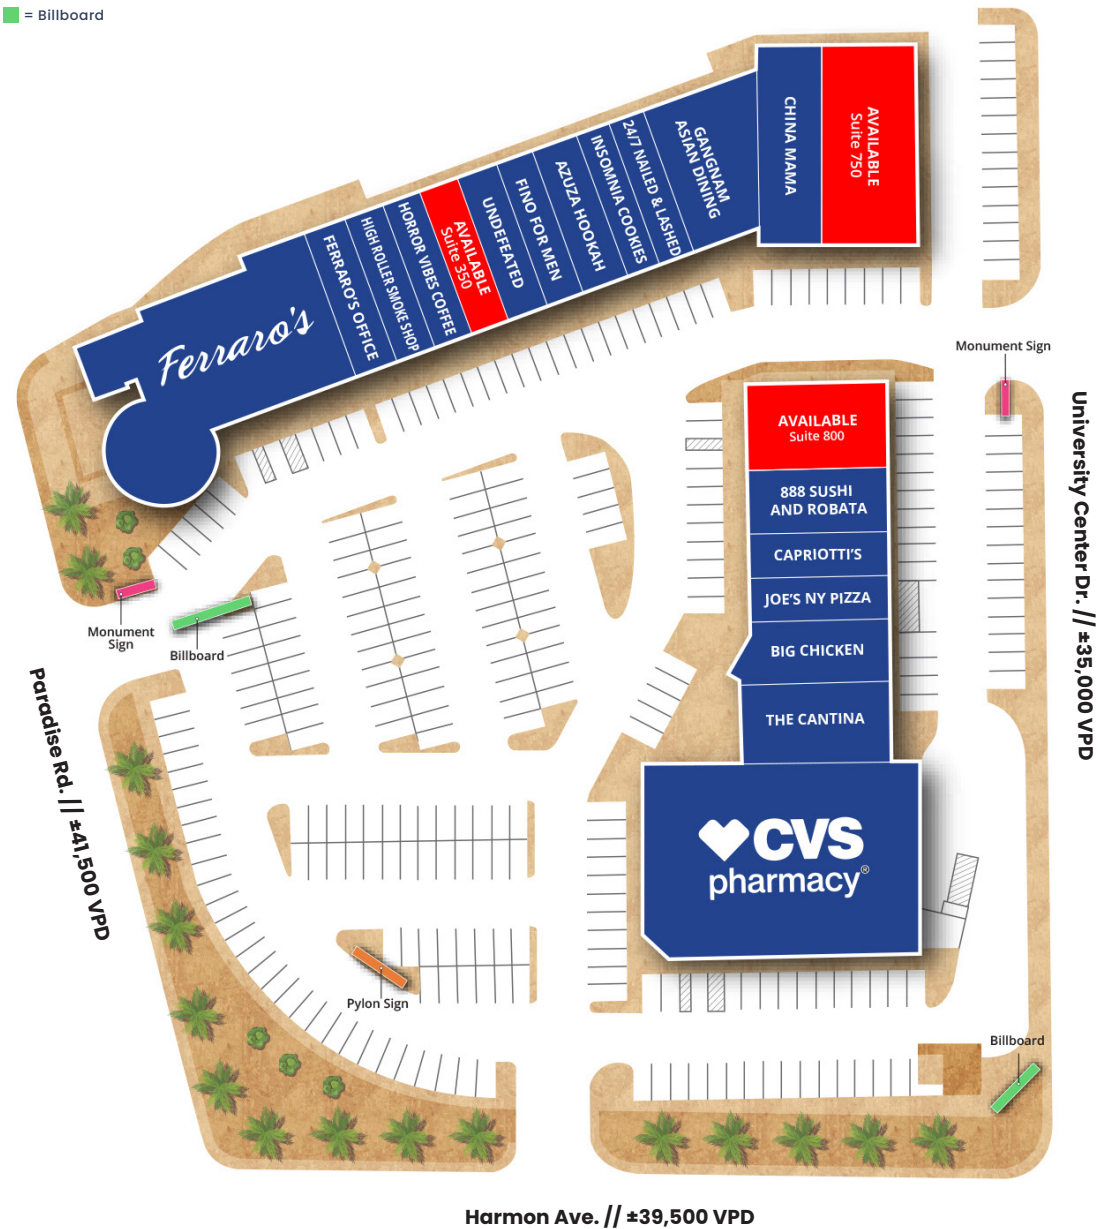 = Billboard
CHINA MAMA
AVAILABLE
Suite 750
GANGNAM
ASIAN DINING
24/7 NAILED & LASHED
INSOMNIA COOKIES
AZUZA HOOKAH
FINO FOR MEN
UNDEFEATED
AVAILABLE
Suite 350
HORROR VIBES COFFEE
HIGH ROLLER SMOKE SHOP
FERRARO'S OFFICE
Ferraro's
Monument Sign
AVAILABLE
Suite 800
888 SUSHI
AND ROBATA
CAPRIOTTI'S
JOE'S NY PIZZA
BIG CHICKEN
THE CANTINA
CVS
pharmacy®
University Center Dr. // ±35,000 VPD
Monument
Sign
Billboard
Paradise Rd. // ±41,500 VPD
Pylon Sign
Billboard
Harmon Ave. // ±39,500 VPD